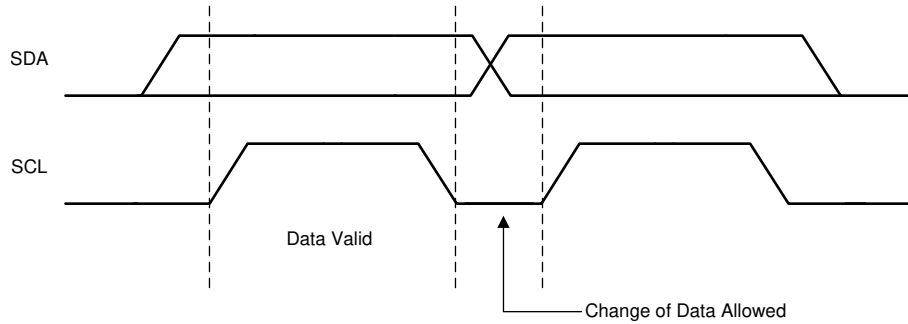 SDA
SCL
Data Valid
Change of Data Allowed